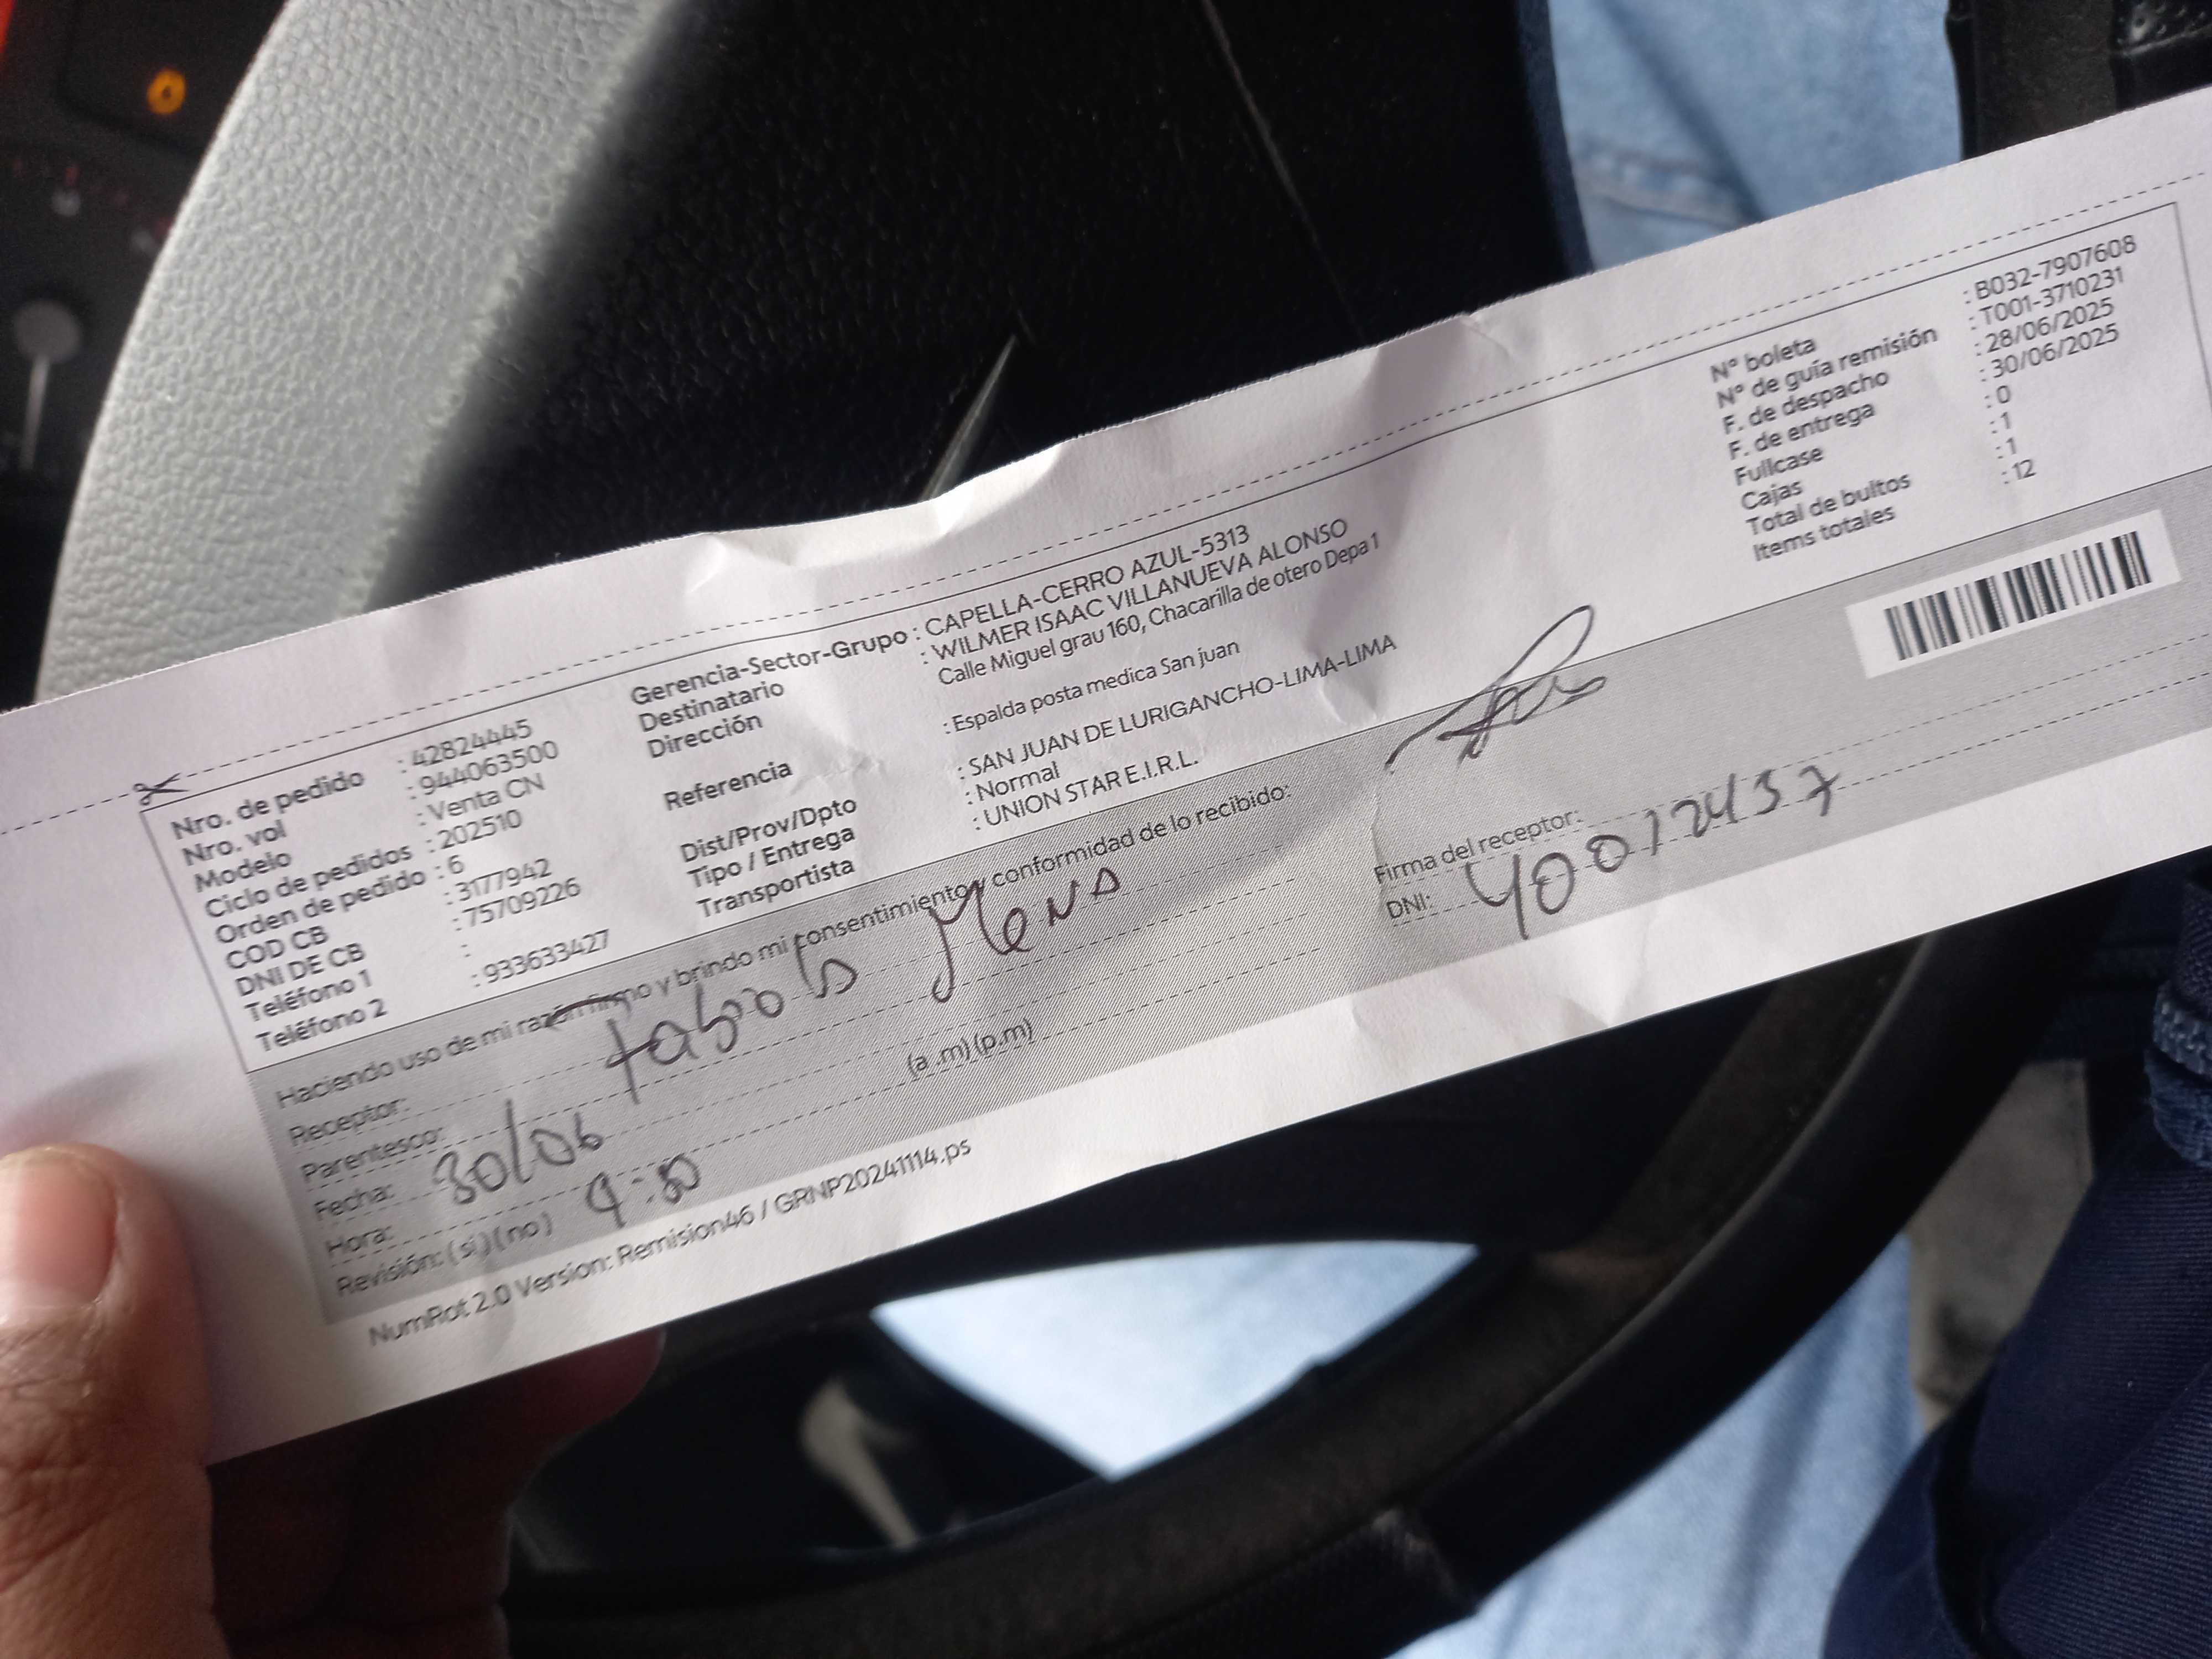 Nro. de pedido : 42824445
Nro. vol : 944063500
Modelo : Venta CN
Ciclo de pedidos : 202510
Orden de pedido : 6
COD CB : 3177942
DNI DE CB : 75709226
Teléfono 1 :
Teléfono 2 : 933633427
Gerencia-Sector-Grupo : CAPELLA-CERRO AZUL-5313
Destinatario : WILMER ISAAC VILLANUEVA ALONSO
Dirección Calle Miguel grau 160, Chacarilla de otero Depa 1
Referencia : Espalda posta medica San juan
Dist/Prov/Dpto : SAN JUAN DE LURIGANCHO-LIMA-LIMA
Tipo / Entrega : Normal
Transportista : UNION STAR E.I.R.L.
N° boleta : B032-7907608
N° de guía remisión : T001-3710231
F. de despacho : 28/06/2025
F. de entrega : 30/06/2025
Fullcase : 0
Cajas : 1
Total de bultos : 1
Items totales : 12
Haciendo uso de mi razón firmo y brindo mi consentimiento y conformidad de lo recibido:
Receptor: Mena
Parentesco:
Fecha: 30/06
Hora: (a .m) (p.m)
Revisión: (si) (no)
Firma del receptor:
DNI:
NumRot 2.0 Version: Remision46 / GRNP20241114.ps